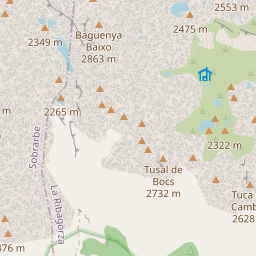 2553 m
2475 m
2349 m
Baguenya
Baixo
2863 m
2265 m
Sobrarbe
La Ribagorza
2322 m
Tusal de
Bocs
2732 m
Tuca
Camb
2628
476 m